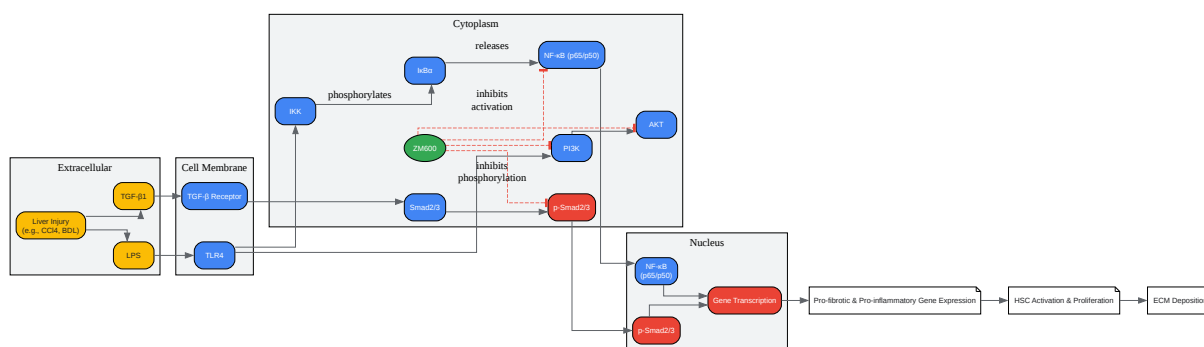 Cytoplasm
releases
NF-κB (p65/p50)
IκBα
phosphorylates
inhibits
activation
IKK
AKT
ZM600
PI3K
inhibits
phosphorylation
Extracellular
Cell Membrane
TGF-β1
TGF-β Receptor
Smad2/3
p-Smad2/3
Liver Injury
(e.g., CCl4, BDL)
LPS
TLR4
Nucleus
NF-κB
(p65/p50)
Gene Transcription
p-Smad2/3
Pro-fibrotic & Pro-inflammatory Gene Expression
HSC Activation & Proliferation
ECM Depositio